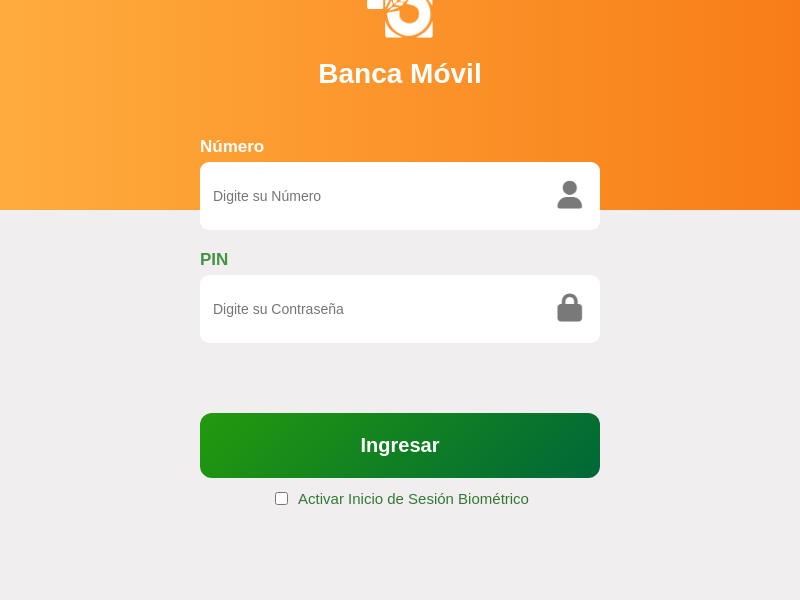 Banca Móvil
Número
Digite su Número
PIN
Digite su Contraseña
Ingresar
Activar Inicio de Sesión Biométrico